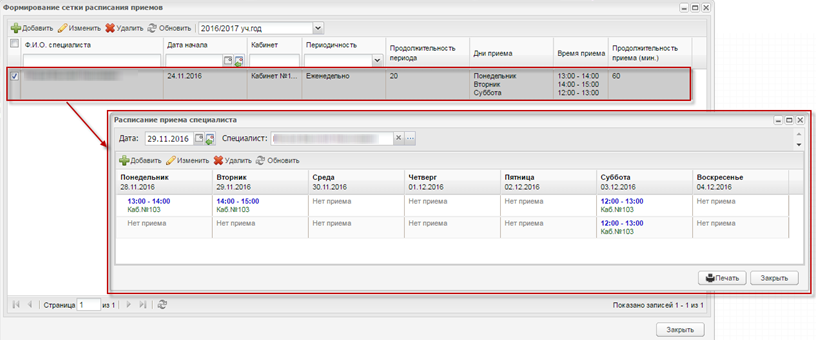 Формирование сетки расписания приемов
Добавить Изменить Удалить Обновить 2016/2017 уч.год
Ф.И.О. специалиста Дата начала Кабинет Периодичность Продолжительность периода Дни приема Время приема Продолжительность приема (мин.)
24.11.2016 Кабинет №1... Еженедельно 20 Понедельник 13:00 - 14:00 60
Вторник 14:00 - 15:00
Суббота 12:00 - 13:00
Расписание приема специалиста
Дата: 29.11.2016 Специалист:
Добавить Изменить Удалить Обновить
Понедельник Вторник Среда Четверг Пятница Суббота Воскресенье
28.11.2016 29.11.2016 30.11.2016 01.12.2016 02.12.2016 03.12.2016 04.12.2016
13:00 - 14:00 14:00 - 15:00 Нет приема Нет приема Нет приема 12:00 - 13:00 Нет приема
Каб.№103 Каб.№103 Каб.№103
Нет приема Нет приема Нет приема Нет приема Нет приема 12:00 - 13:00 Нет приема
Каб.№103
Печать Закрыть
Страница 1 из 1 Показано записей 1 - 1 из 1
Закрыть